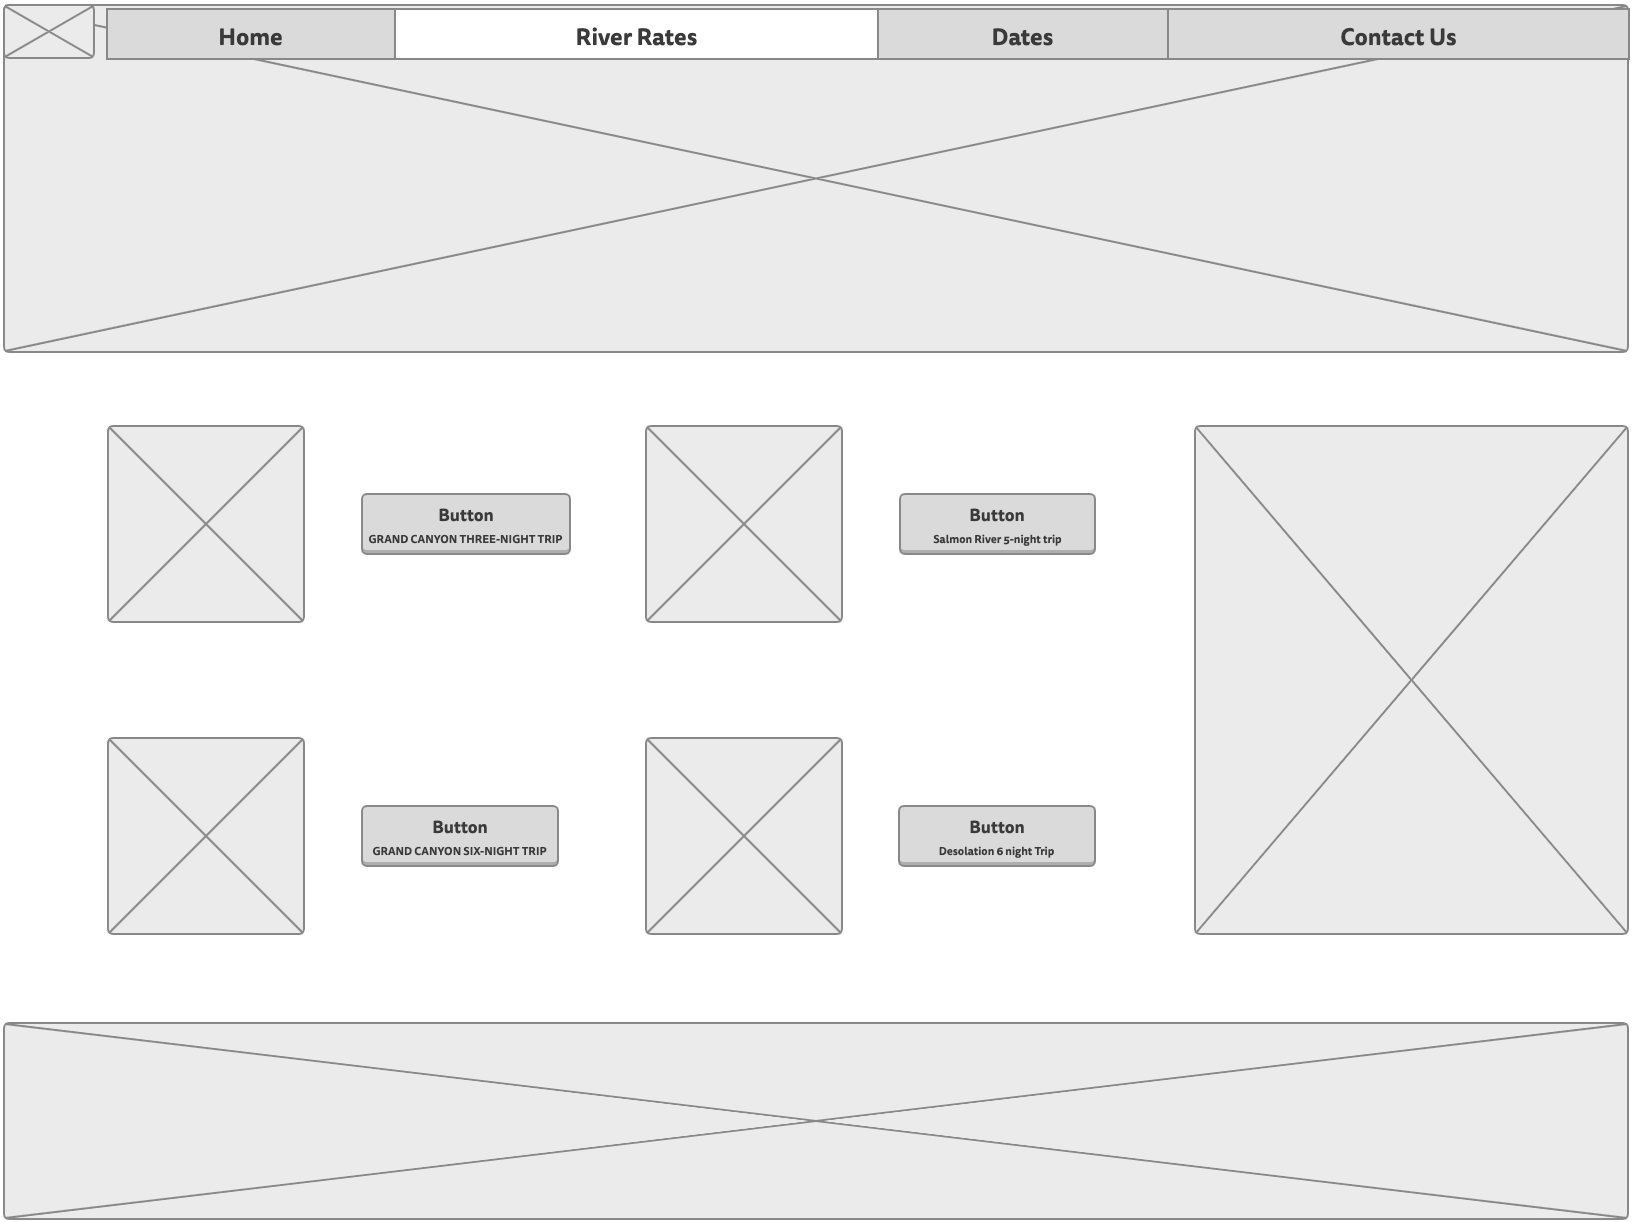 Home
River Rates
Dates
Contact Us
Button
GRAND CANYON THREE-NIGHT TRIP
Button
Salmon River 5-night trip
Button
GRAND CANYON SIX-NIGHT TRIP
Button
Desolation 6 night Trip